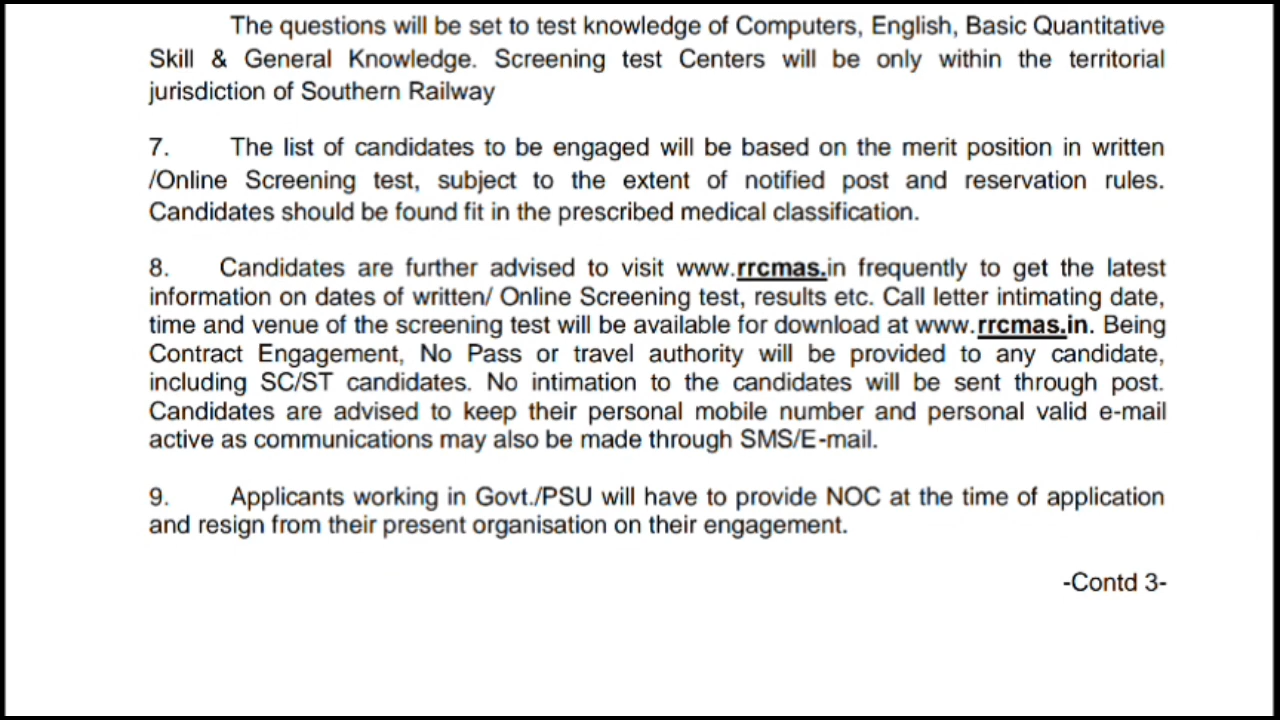 The questions will be set to test knowledge of Computers, English, Basic Quantitative
Skill & General Knowledge. Screening test Centers will be only within the territorial
jurisdiction of Southern Railway
7. The list of candidates to be engaged will be based on the merit position in written
/Online Screening test, subject to the extent of notified post and reservation rules.
Candidates should be found fit in the prescribed medical classification.
8. Candidates are further advised to visit www.rrcmas.in frequently to get the latest
information on dates of written/ Online Screening test, results etc. Call letter intimating date,
time and venue of the screening test will be available for download at www.rrcmas.in. Being
Contract Engagement, No Pass or travel authority will be provided to any candidate,
including SC/ST candidates. No intimation to the candidates will be sent through post.
Candidates are advised to keep their personal mobile number and personal valid e-mail
active as communications may also be made through SMS/E-mail.
9. Applicants working in Govt./PSU will have to provide NOC at the time of application
and resign from their present organisation on their engagement.
-Contd 3-